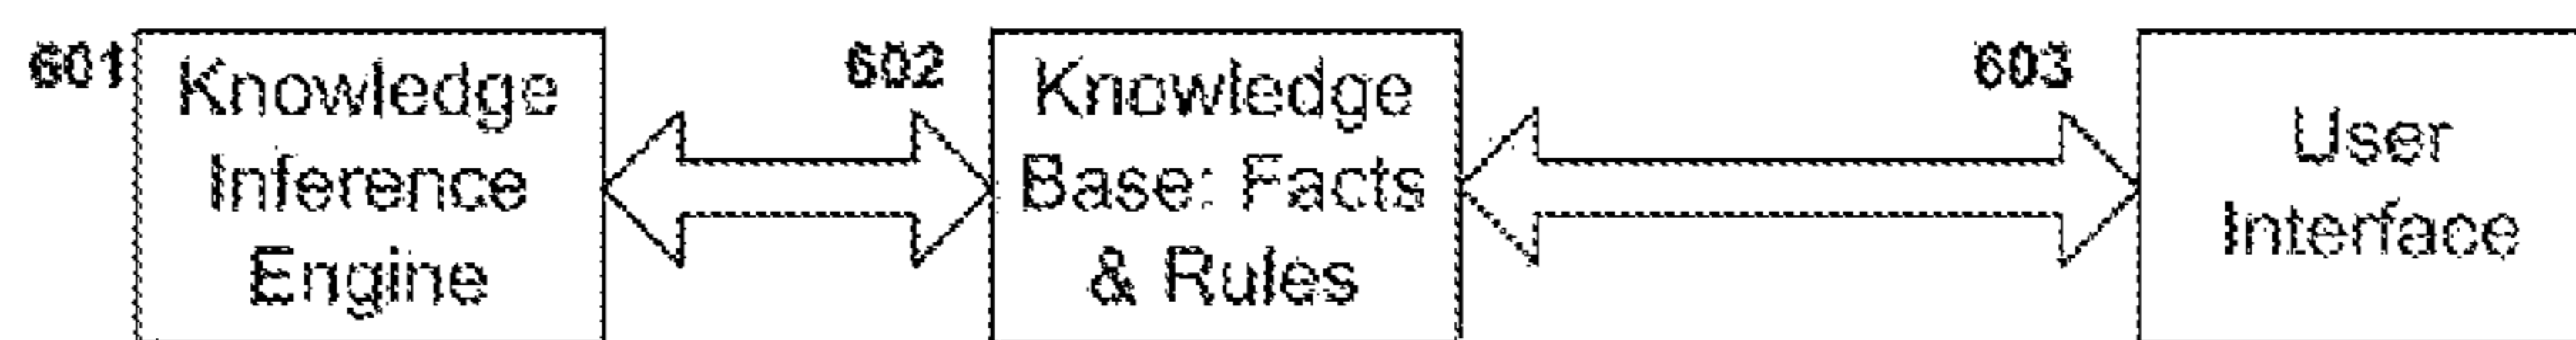 601
Knowledge
Inference
Engine
602
Knowledge
Base: Facts
& Rules
603
User
Interface